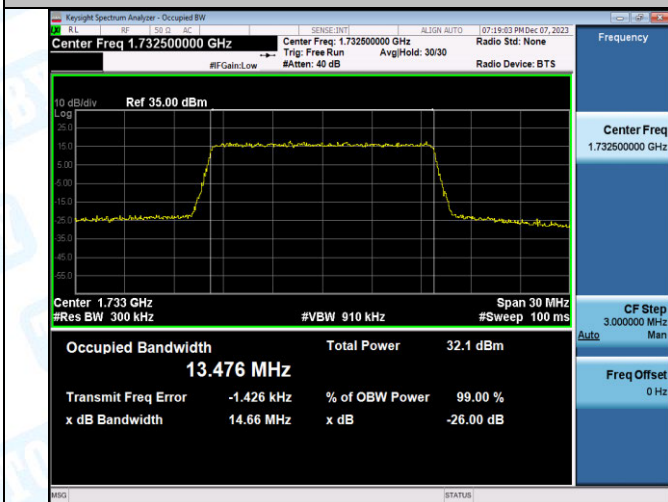 Keysight Spectrum Analyzer - Occupied BW
RL RF 50 Ω AC SENSE:INT ALIGN AUTO 07:19:03 PM Dec 07, 2023
Center Freq 1.732500000 GHz
Center Freq: 1.732500000 GHz Radio Std: None
Trig: Free Run Avg|Hold: 30/30
#IFGain:Low #Atten: 40 dB Radio Device: BTS
Frequency
10 dB/div Ref 35.00 dBm
Log
25.0
15.0
5.00
-5.00
-15.0
-25.0
-35.0
-45.0
-55.0
Center Freq
1.732500000 GHz
Center 1.733 GHz Span 30 MHz
#Res BW 300 kHz #VBW 910 kHz #Sweep 100 ms
CF Step
3.000000 MHz
Auto Man
Occupied Bandwidth Total Power 32.1 dBm
13.476 MHz
Transmit Freq Error -1.426 kHz % of OBW Power 99.00 %
x dB Bandwidth 14.66 MHz x dB -26.00 dB
Freq Offset
0 Hz
MSG STATUS